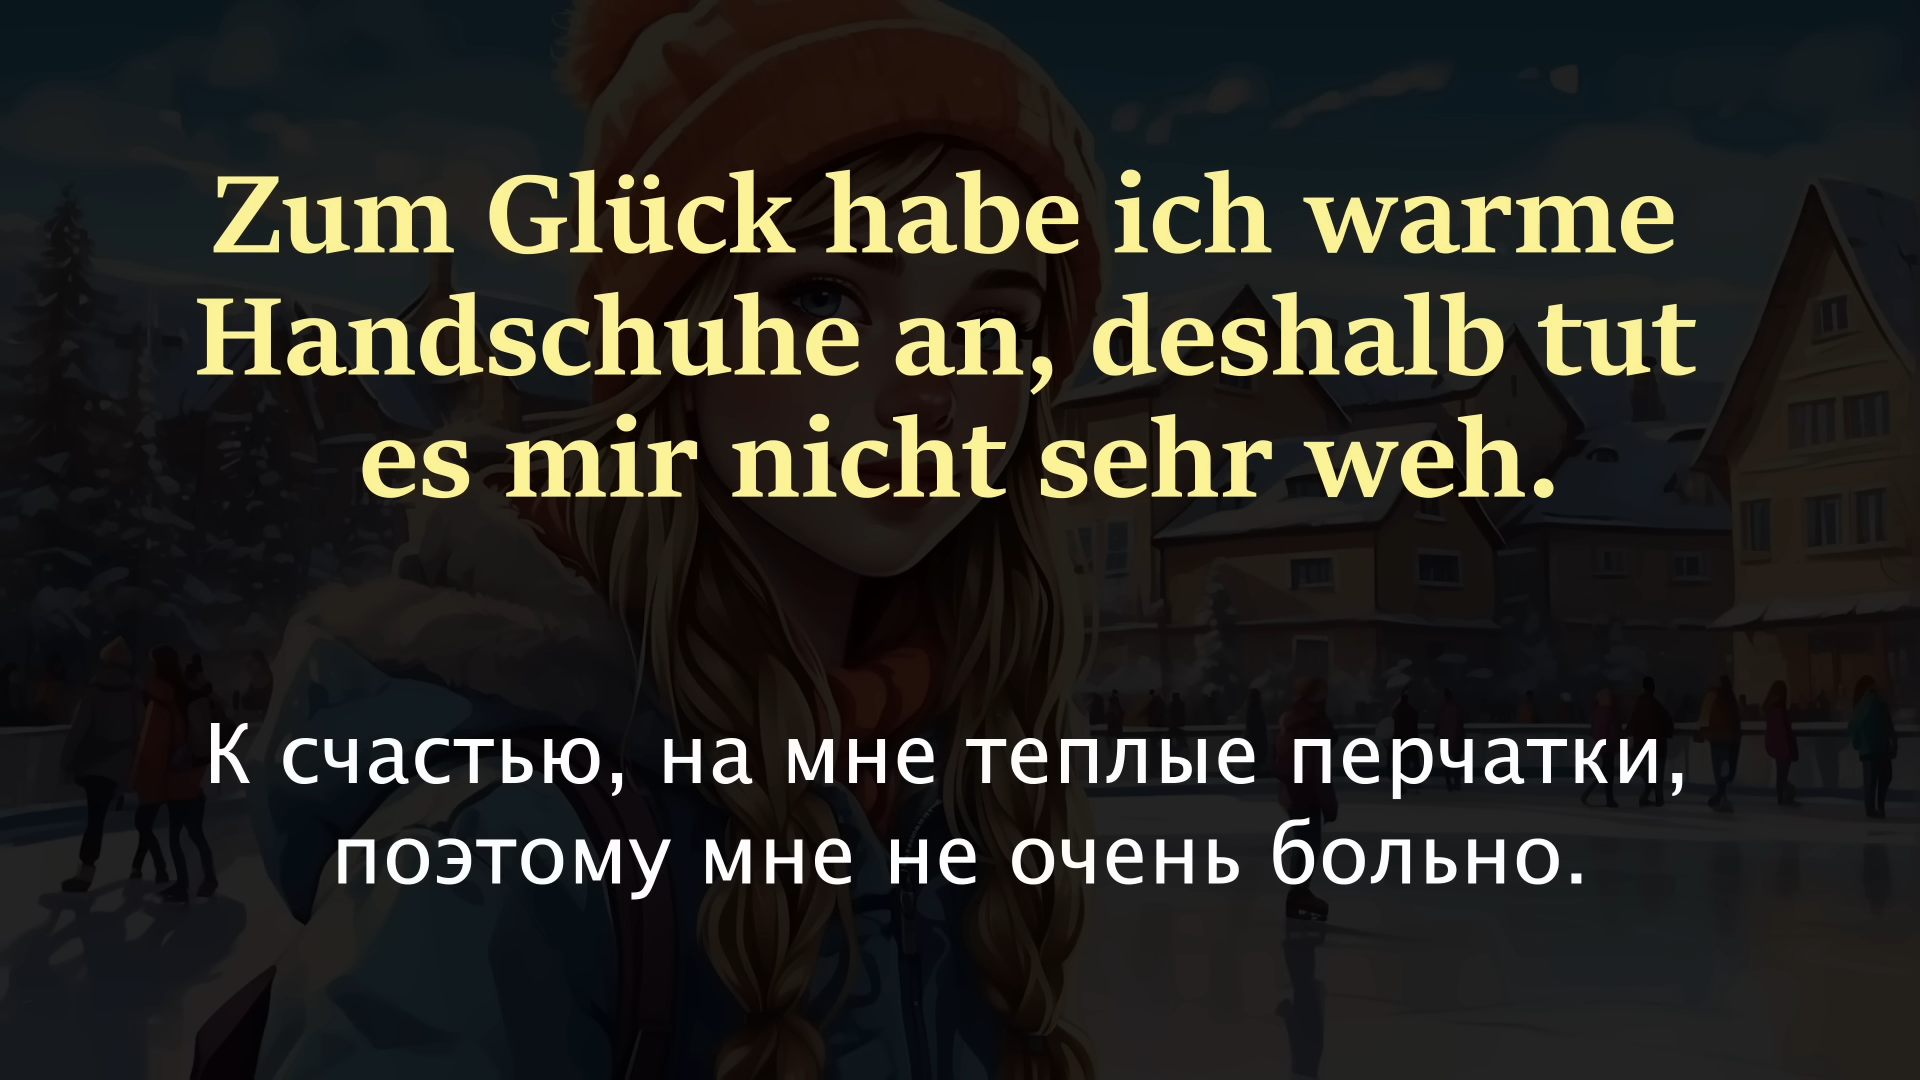 Zum Glück habe ich warme
Handschuhe an, deshalb tut
es mir nicht sehr weh.
К счастью, на мне теплые перчатки,
поэтому мне не очень больно.